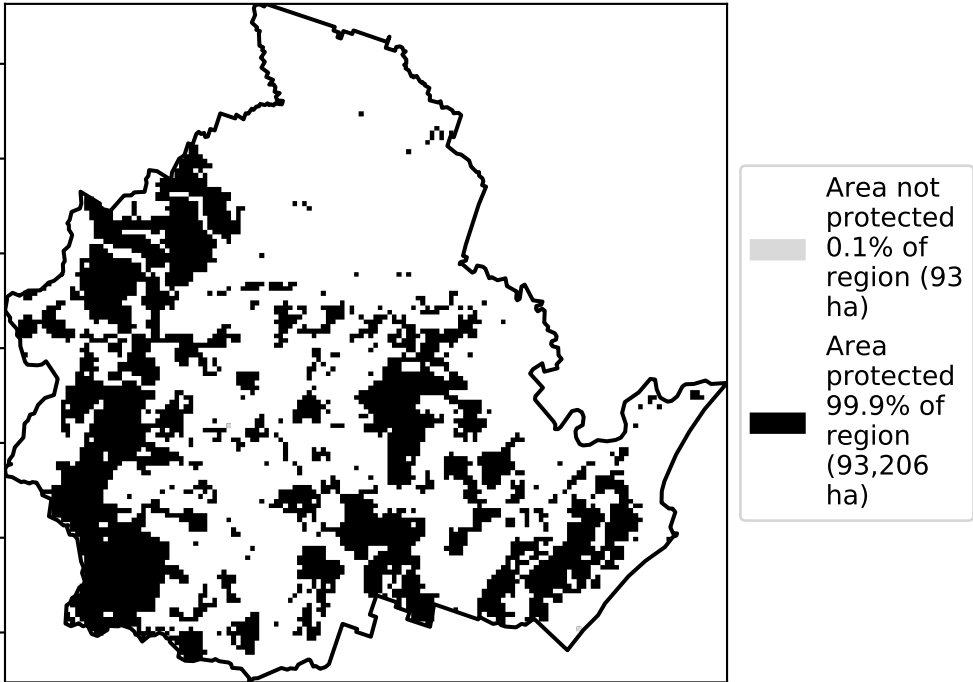 Area not
protected
0.1% of
region (93
ha)
Area
protected
99.9% of
region
(93,206
ha)